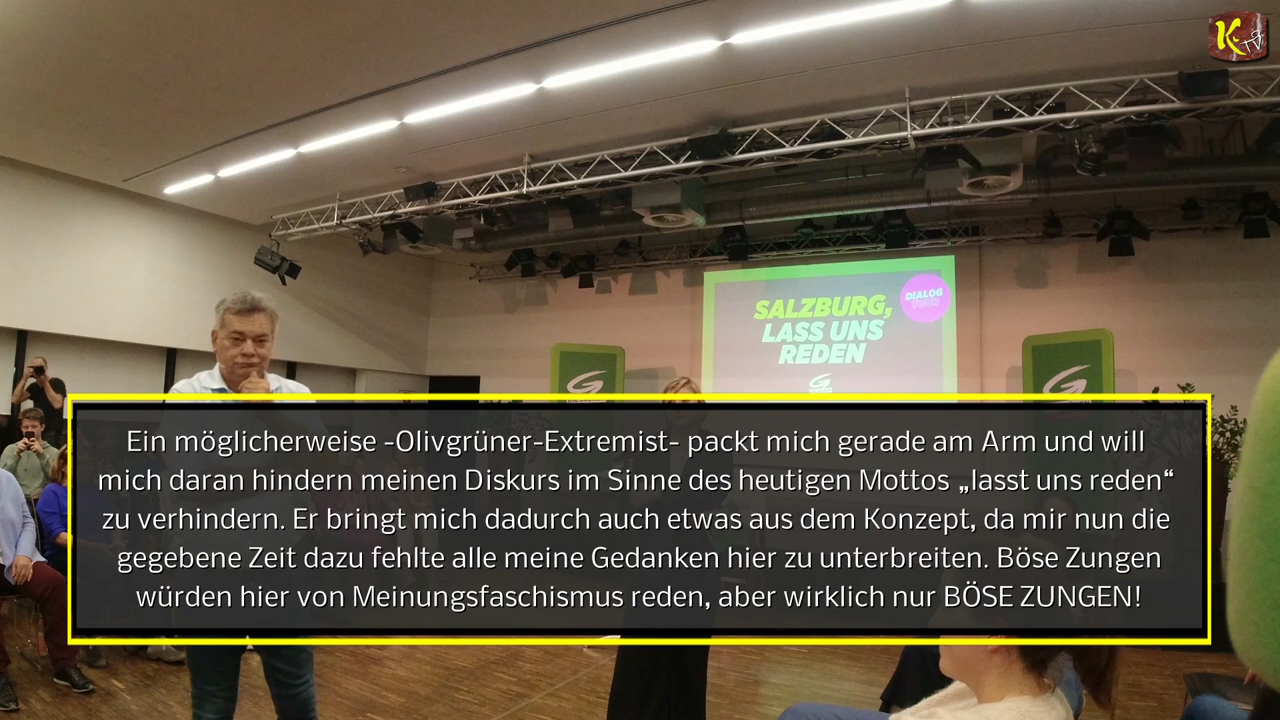 K
TV
SALZBURG,
LASS UNS
REDEN
DIALOG
Ein möglicherweise -Olivgrüner-Extremist- packt mich gerade am Arm und will
mich daran hindern meinen Diskurs im Sinne des heutigen Mottos „lasst uns reden“
zu verhindern. Er bringt mich dadurch auch etwas aus dem Konzept, da mir nun die
gegebene Zeit dazu fehlte alle meine Gedanken hier zu unterbreiten. Böse Zungen
würden hier von Meinungsfaschismus reden, aber wirklich nur BÖSE ZUNGEN!